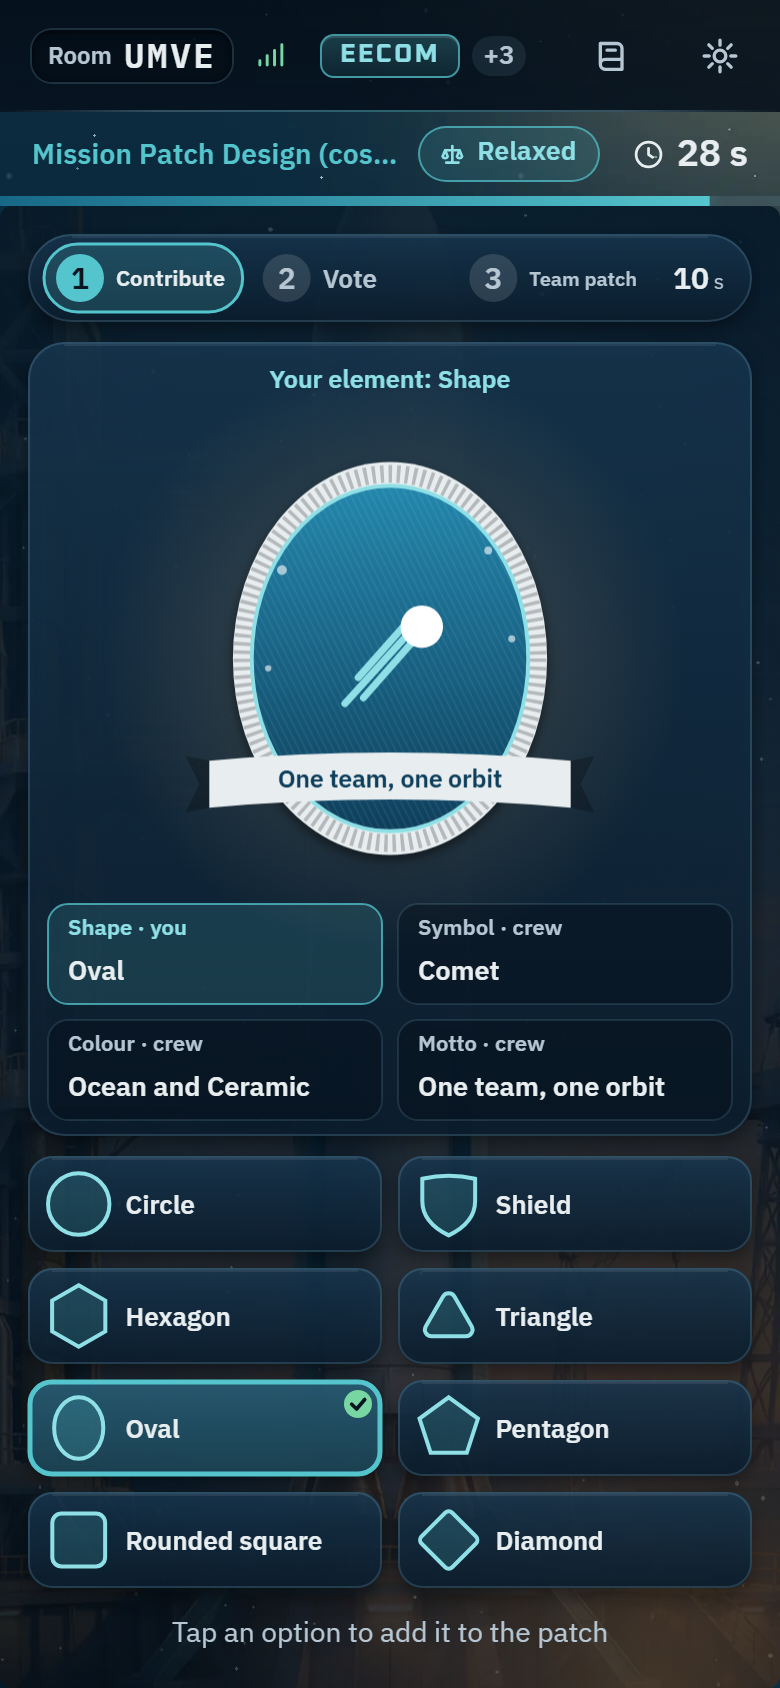 Room UMVE EECOM +3
Mission Patch Design (cos... Relaxed 28 s
1 Contribute 2 Vote 3 Team patch 10 s
Your element: Shape
One team, one orbit
Shape · you
Oval
Symbol · crew
Comet
Colour · crew
Ocean and Ceramic
Motto · crew
One team, one orbit
Circle
Shield
Hexagon
Triangle
Oval
Pentagon
Rounded square
Diamond
Tap an option to add it to the patch